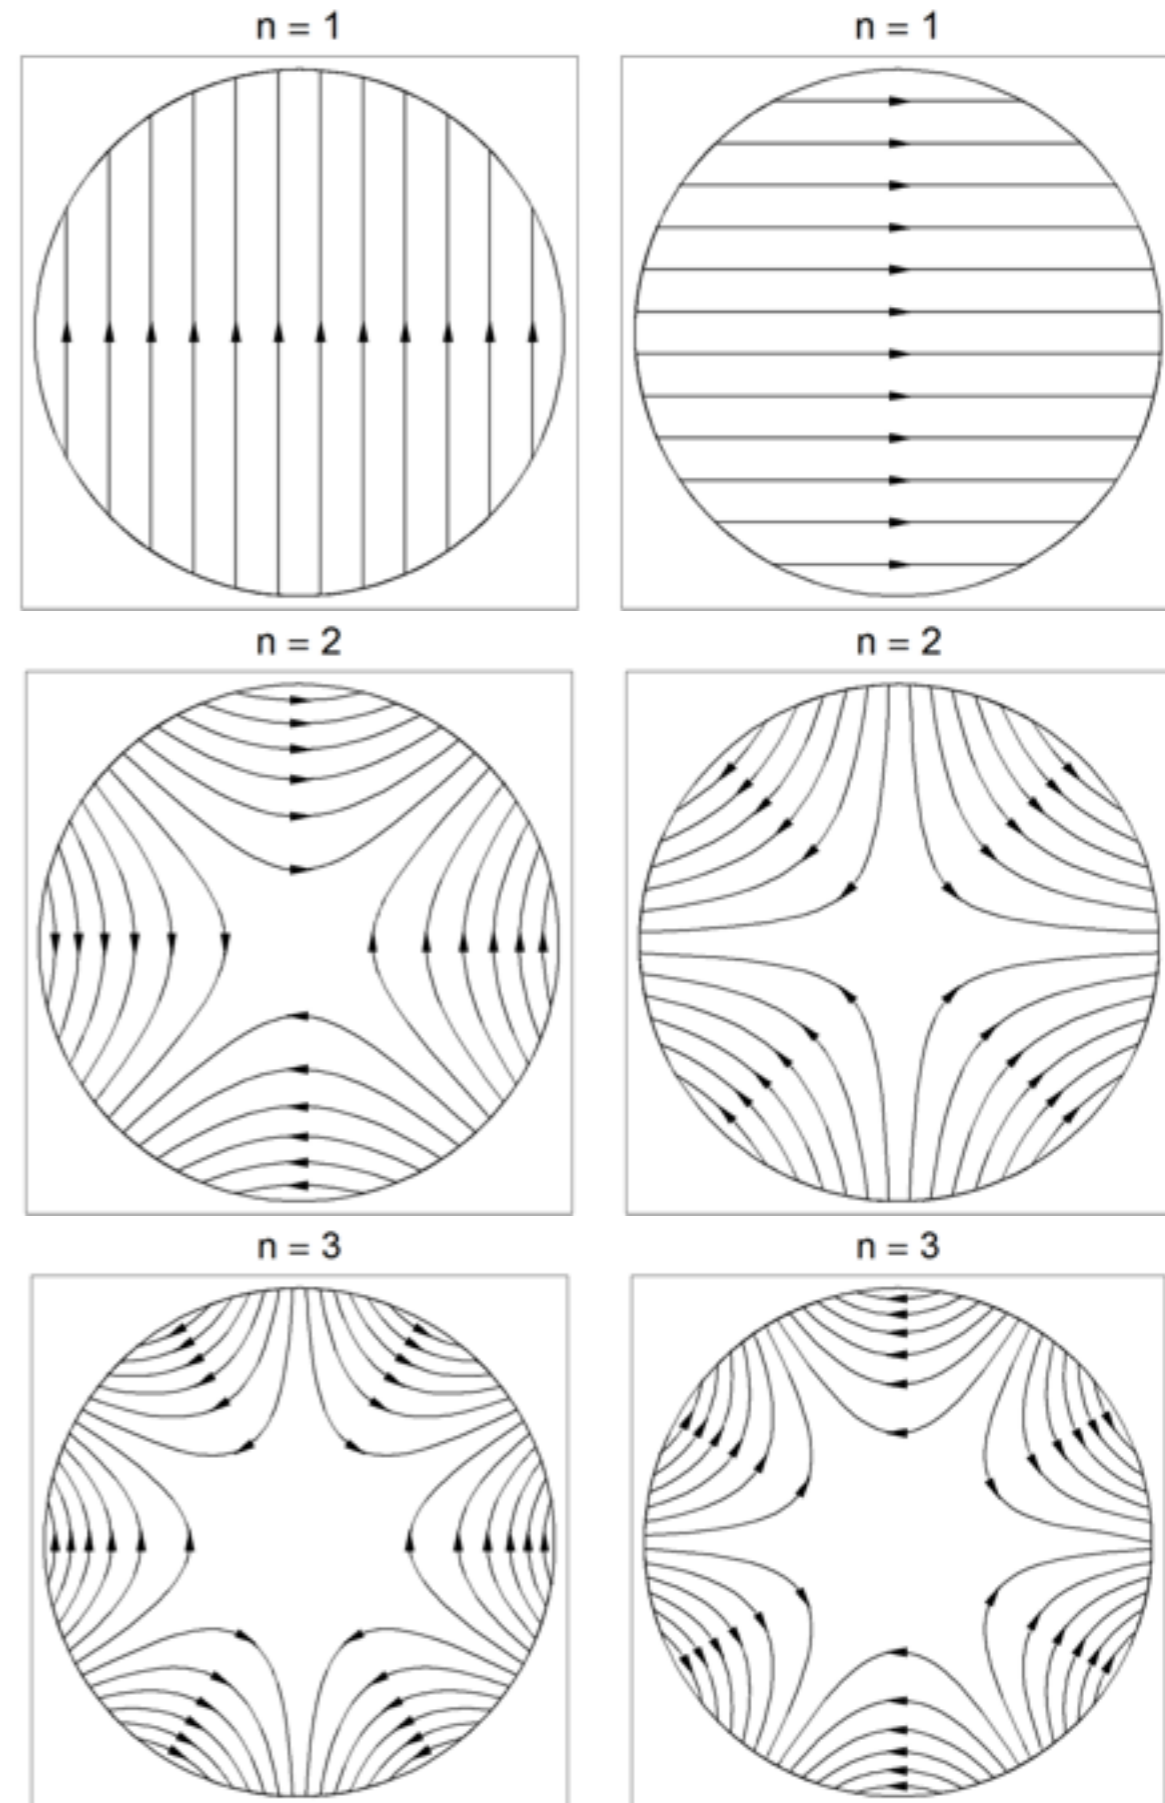 n = 1
n = 1
n = 2
n = 2
n = 3
n = 3